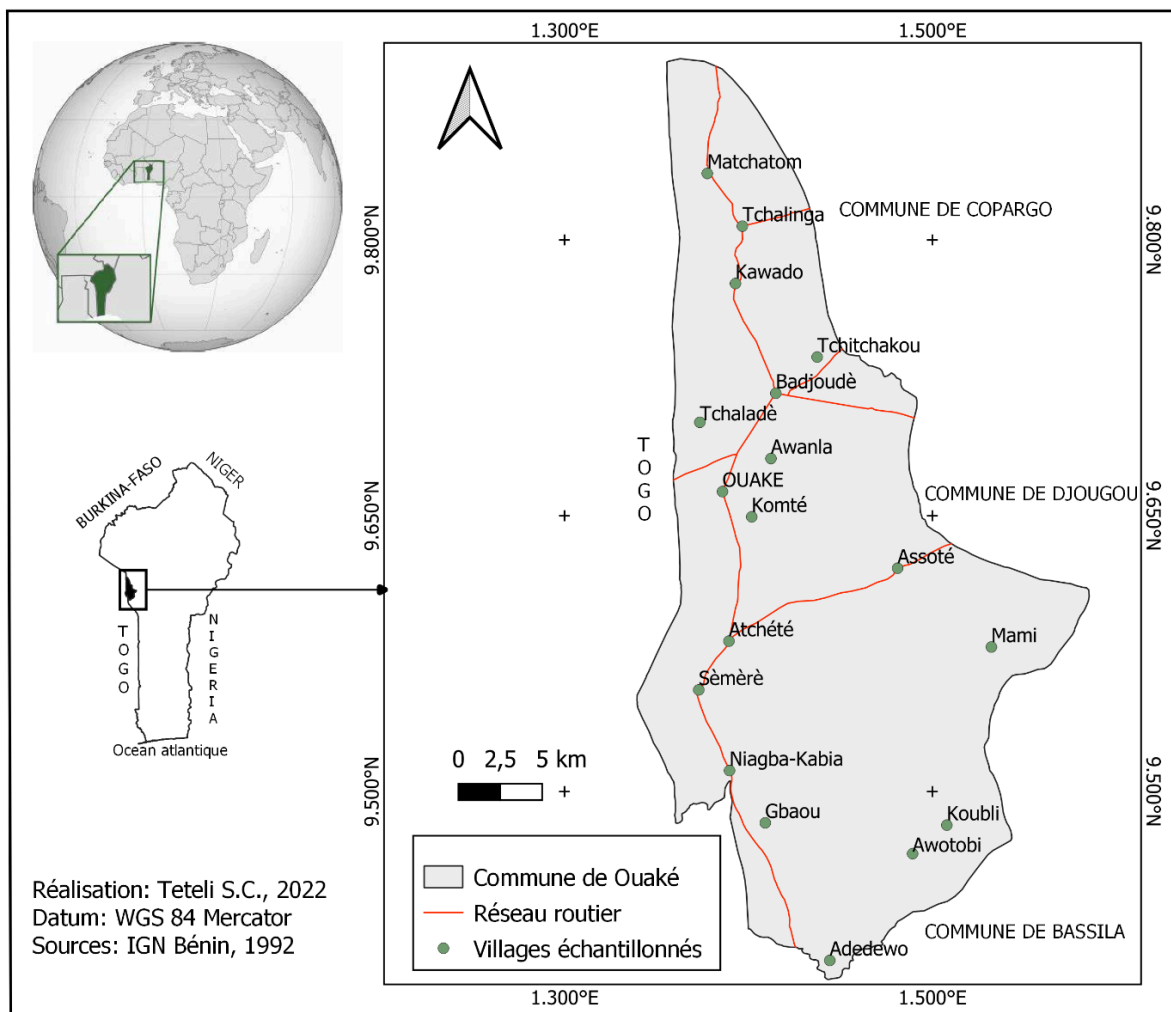 1.300°E
1.500°E
9.800°N
9.650°N
9.500°N
9.800°N
9.650°N
9.500°N
1.300°E
1.500°E
Matchatom
Tchalinga
COMMUNE DE COPARGO
Kawado
Tchitchakou
Badjoudè
Tchaladè
TOGO
Awanla
OUAKE
COMMUNE DE DJOUGOU
Komté
Assoté
Atchété
Mami
Sèmèrè
Niagba-Kabia
Gbaou
Koubli
Awotobi
COMMUNE DE BASSILA
Adedewo
0 2,5 5 km
Commune de Ouaké
Réseau routier
Villages échantillonnés
BURKINA-FASO
NIGER
TOGO
NIGERIA
Ocean atlantique
Réalisation: Teteli S.C., 2022
Datum: WGS 84 Mercator
Sources: IGN Bénin, 1992